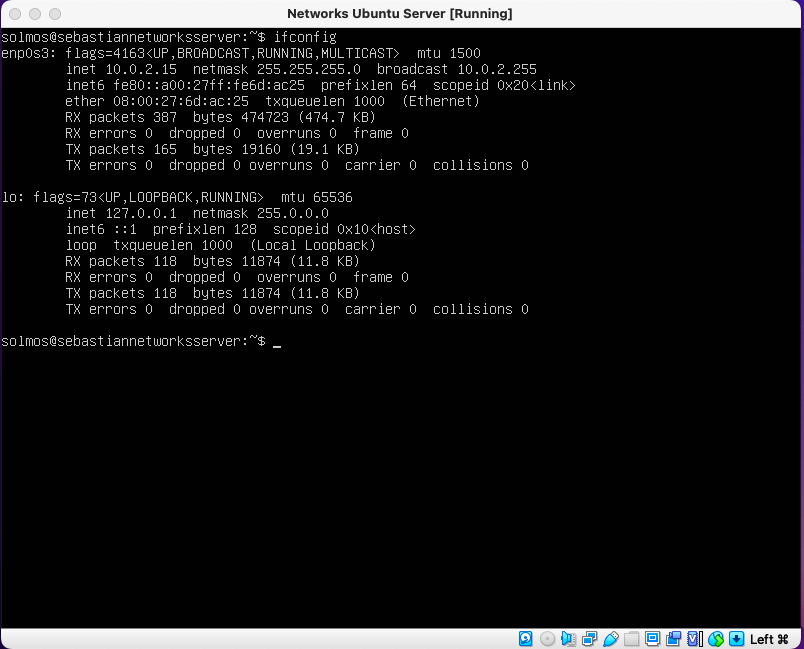 Networks Ubuntu Server [Running]
solmos@sebastiannetworksserver:~$ ifconfig
enp0s3: flags=4163<UP,BROADCAST,RUNNING,MULTICAST>  mtu 1500
        inet 10.0.2.15  netmask 255.255.255.0  broadcast 10.0.2.255
        inet6 fe80::a00:27ff:fe6d:ac25  prefixlen 64  scopeid 0x20<link>
        ether 08:00:27:6d:ac:25  txqueuelen 1000  (Ethernet)
        RX packets 387  bytes 474723 (474.7 KB)
        RX errors 0  dropped 0  overruns 0  frame 0
        TX packets 165  bytes 19160 (19.1 KB)
        TX errors 0  dropped 0 overruns 0  carrier 0  collisions 0

lo: flags=73<UP,LOOPBACK,RUNNING>  mtu 65536
        inet 127.0.0.1  netmask 255.0.0.0
        inet6 ::1  prefixlen 128  scopeid 0x10<host>
        loop  txqueuelen 1000  (Local Loopback)
        RX packets 118  bytes 11874 (11.8 KB)
        RX errors 0  dropped 0  overruns 0  frame 0
        TX packets 118  bytes 11874 (11.8 KB)
        TX errors 0  dropped 0 overruns 0  carrier 0  collisions 0

solmos@sebastiannetworksserver:~$ _
Left ⌘